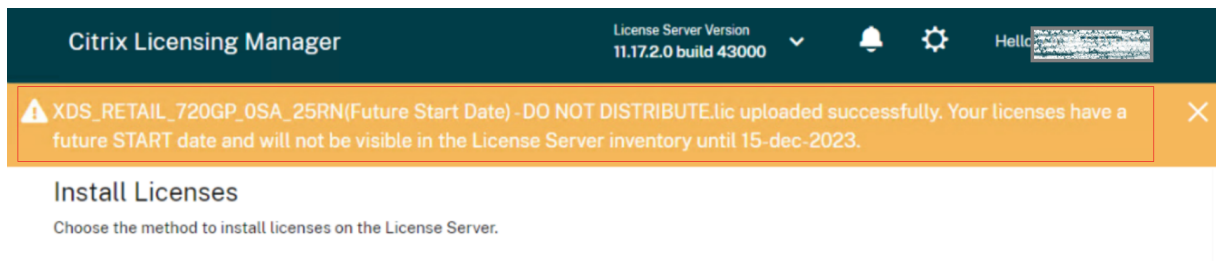 Citrix Licensing Manager
License Server Version
11.17.2.0 build 43000
Hello
XDS_RETAIL_720GP_0SA_25RN(Future Start Date) - DO NOT DISTRIBUTE.lic uploaded successfully. Your licenses have a
future START date and will not be visible in the License Server inventory until 15-dec-2023.
Install Licenses
Choose the method to install licenses on the License Server.